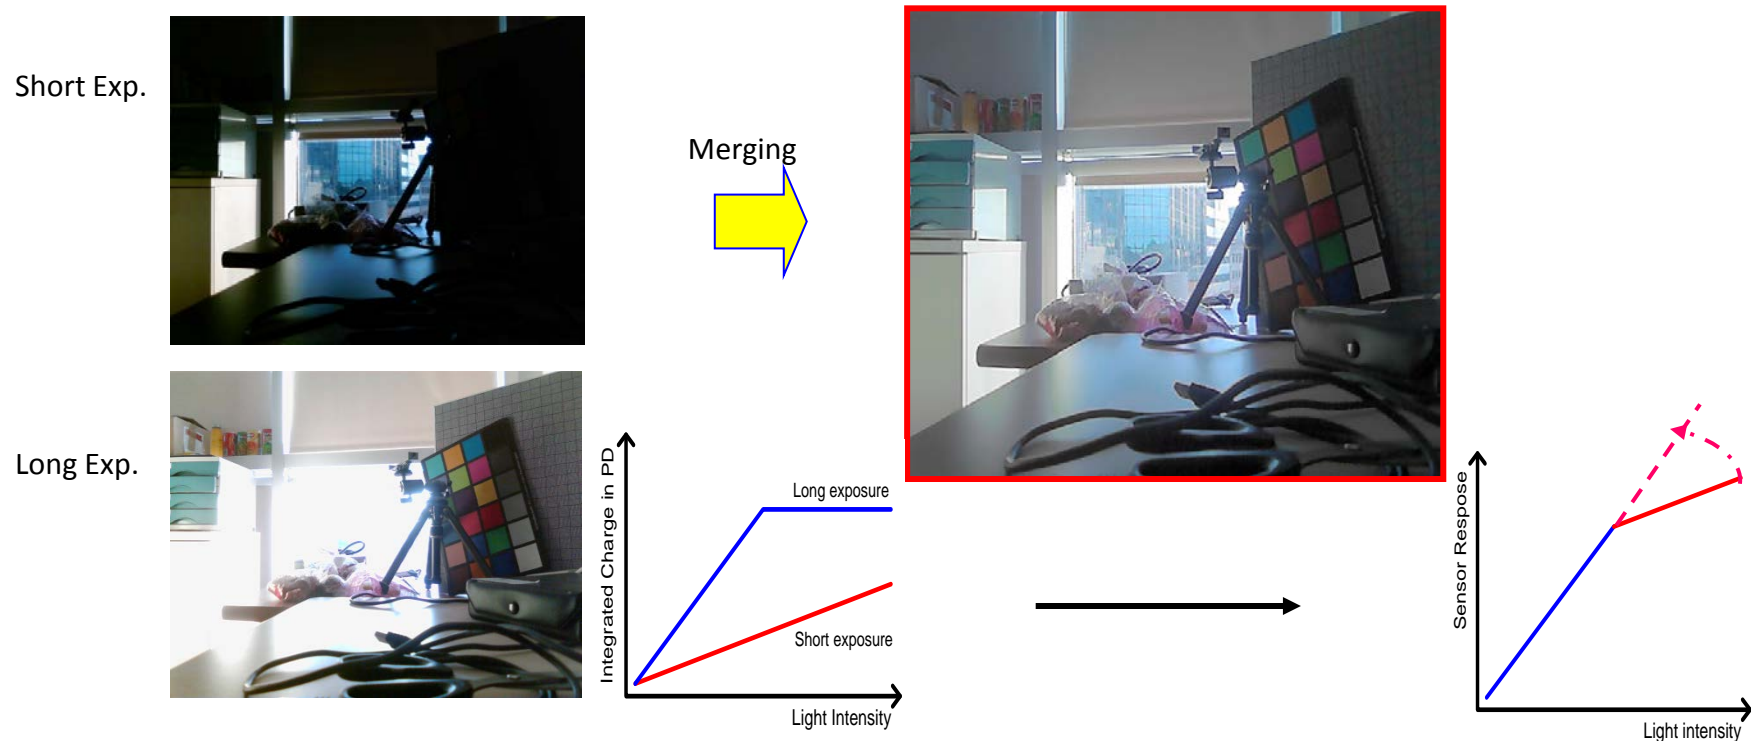 Short Exp.
Merging
Long Exp.
Integrated Charge in PD
Long exposure
Short exposure
Light Intensity
Sensor Respose
Light intensity